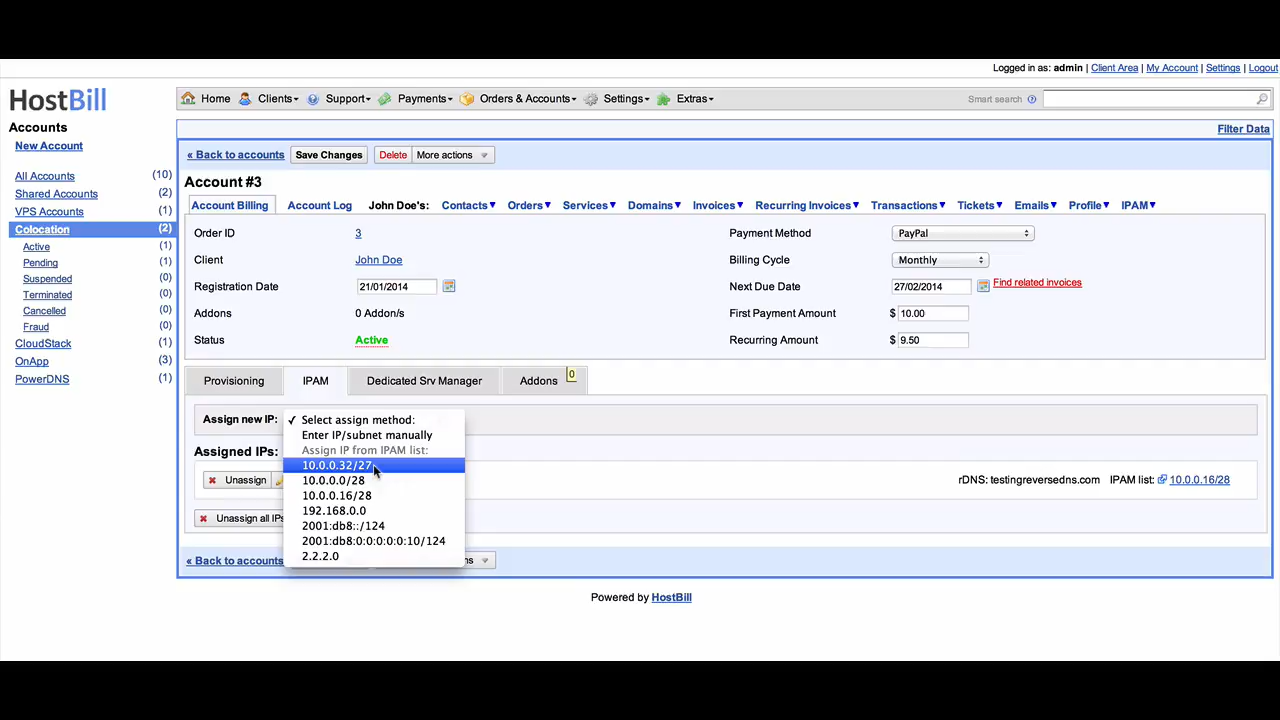 Logged in as: admin | Client Area | My Account | Settings | Logout
HostBill
Home Clients Support Payments Orders & Accounts Settings Extras Smart search
Accounts
New Account
All Accounts (10)
Shared Accounts (2)
VPS Accounts (1)
Colocation (2)
Active (1)
Pending (1)
Suspended (0)
Terminated (0)
Cancelled (0)
Fraud (0)
CloudStack (1)
OnApp (3)
PowerDNS (1)
Filter Data
« Back to accounts Save Changes Delete More actions
Account #3
Account Billing Account Log John Doe's: Contacts Orders Services Domains Invoices Recurring Invoices Transactions Tickets Emails Profile IPAM
Order ID 3 Payment Method PayPal
Client John Doe Billing Cycle Monthly
Registration Date 21/01/2014 Next Due Date 27/02/2014 Find related invoices
Addons 0 Addon/s First Payment Amount $ 10.00
Status Active Recurring Amount $ 9.50
Provisioning IPAM Dedicated Srv Manager Addons 0
Assign new IP: ✓ Select assign method:
Enter IP/subnet manually
Assign IP from IPAM list:
10.0.0.32/27
10.0.0.0/28
10.0.0.16/28
192.168.0.0
2001:db8::/124
2001:db8:0:0:0:0:0:10/124
2.2.2.0
Assigned IPs:
Unassign rDNS: testingreversedns.com IPAM list: 10.0.0.16/28
Unassign all IPs
« Back to accounts
Powered by HostBill